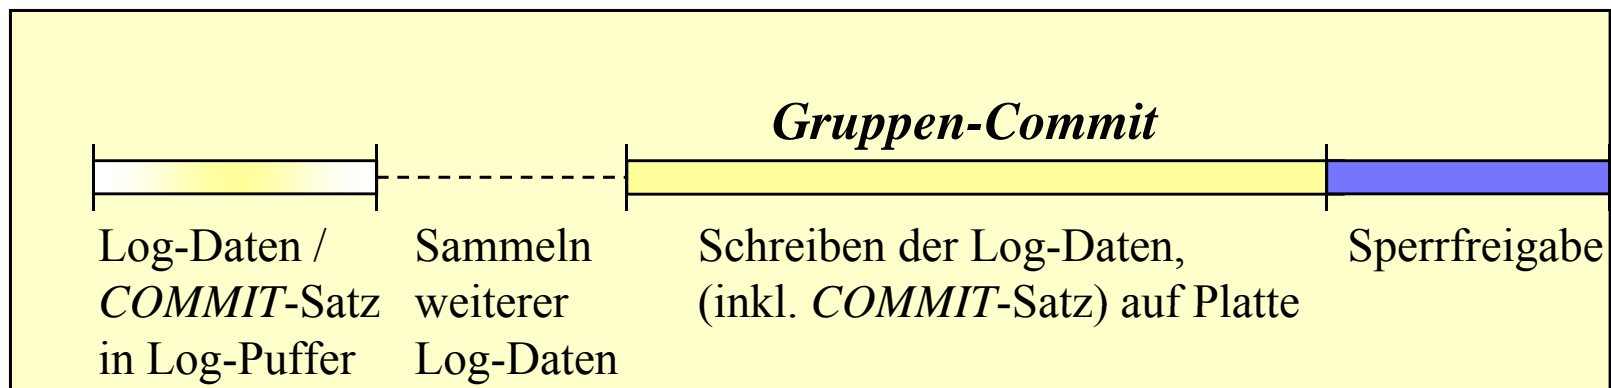 Gruppen-Commit
Log-Daten /
COMMIT-Satz
in Log-Puffer
Sammeln
weiterer
Log-Daten
Schreiben der Log-Daten,
(inkl. COMMIT-Satz) auf Platte
Sperrfreigabe